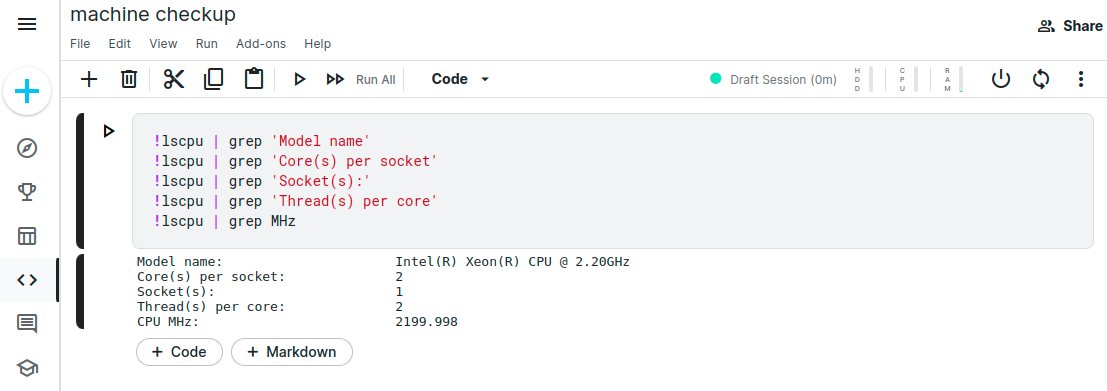 machine checkup
Share
File Edit View Run Add-ons Help
Run All Code Draft Session (0m) HDD CPU RAM
!lscpu | grep 'Model name'
!lscpu | grep 'Core(s) per socket'
!lscpu | grep 'Socket(s):'
!lscpu | grep 'Thread(s) per core'
!lscpu | grep MHz
Model name: Intel(R) Xeon(R) CPU @ 2.20GHz
Core(s) per socket: 2
Socket(s): 1
Thread(s) per core: 2
CPU MHz: 2199.998
+ Code + Markdown